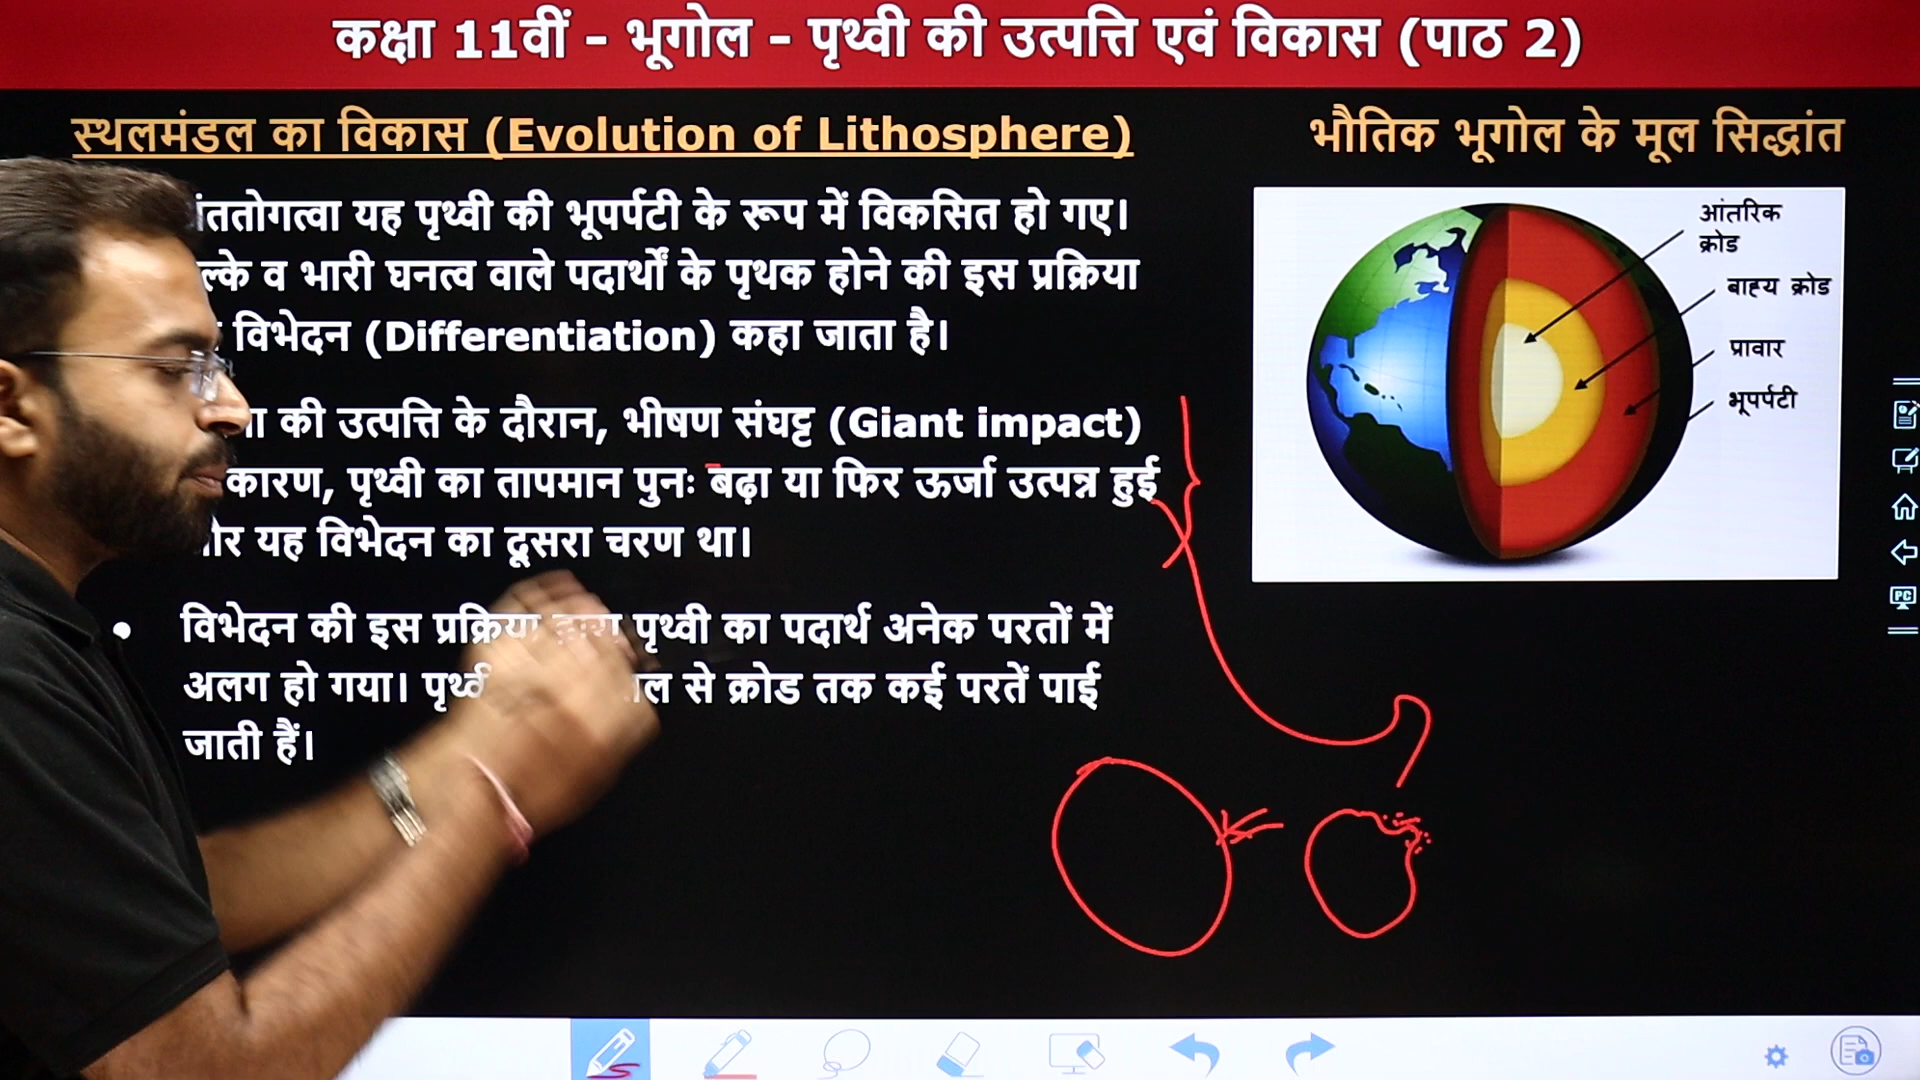 कक्षा 11वीं - भूगोल - पृथ्वी की उत्पत्ति एवं विकास (पाठ 2)
स्थलमंडल का विकास (Evolution of Lithosphere)
भौतिक भूगोल के मूल सिद्धांत
यह पृथ्वी की भूपर्पटी के रूप में विकसित हो गए।
व भारी घनत्व वाले पदार्थों के पृथक होने की इस प्रक्रिया
विभेदन (Differentiation) कहा जाता है।
की उत्पत्ति के दौरान, भीषण संघट्ट (Giant impact)
कारण, पृथ्वी का तापमान पुनः बढ़ा या फिर ऊर्जा उत्पन्न हुई
यह विभेदन का दूसरा चरण था।
• विभेदन की इस प्रक्रिया द्वारा पृथ्वी का पदार्थ अनेक परतों में
अलग हो गया। से क्रोड तक कई परतें पाई
जाती हैं।
आंतरिक
क्रोड
बाह्य क्रोड
प्रावार
भूपर्पटी
PC